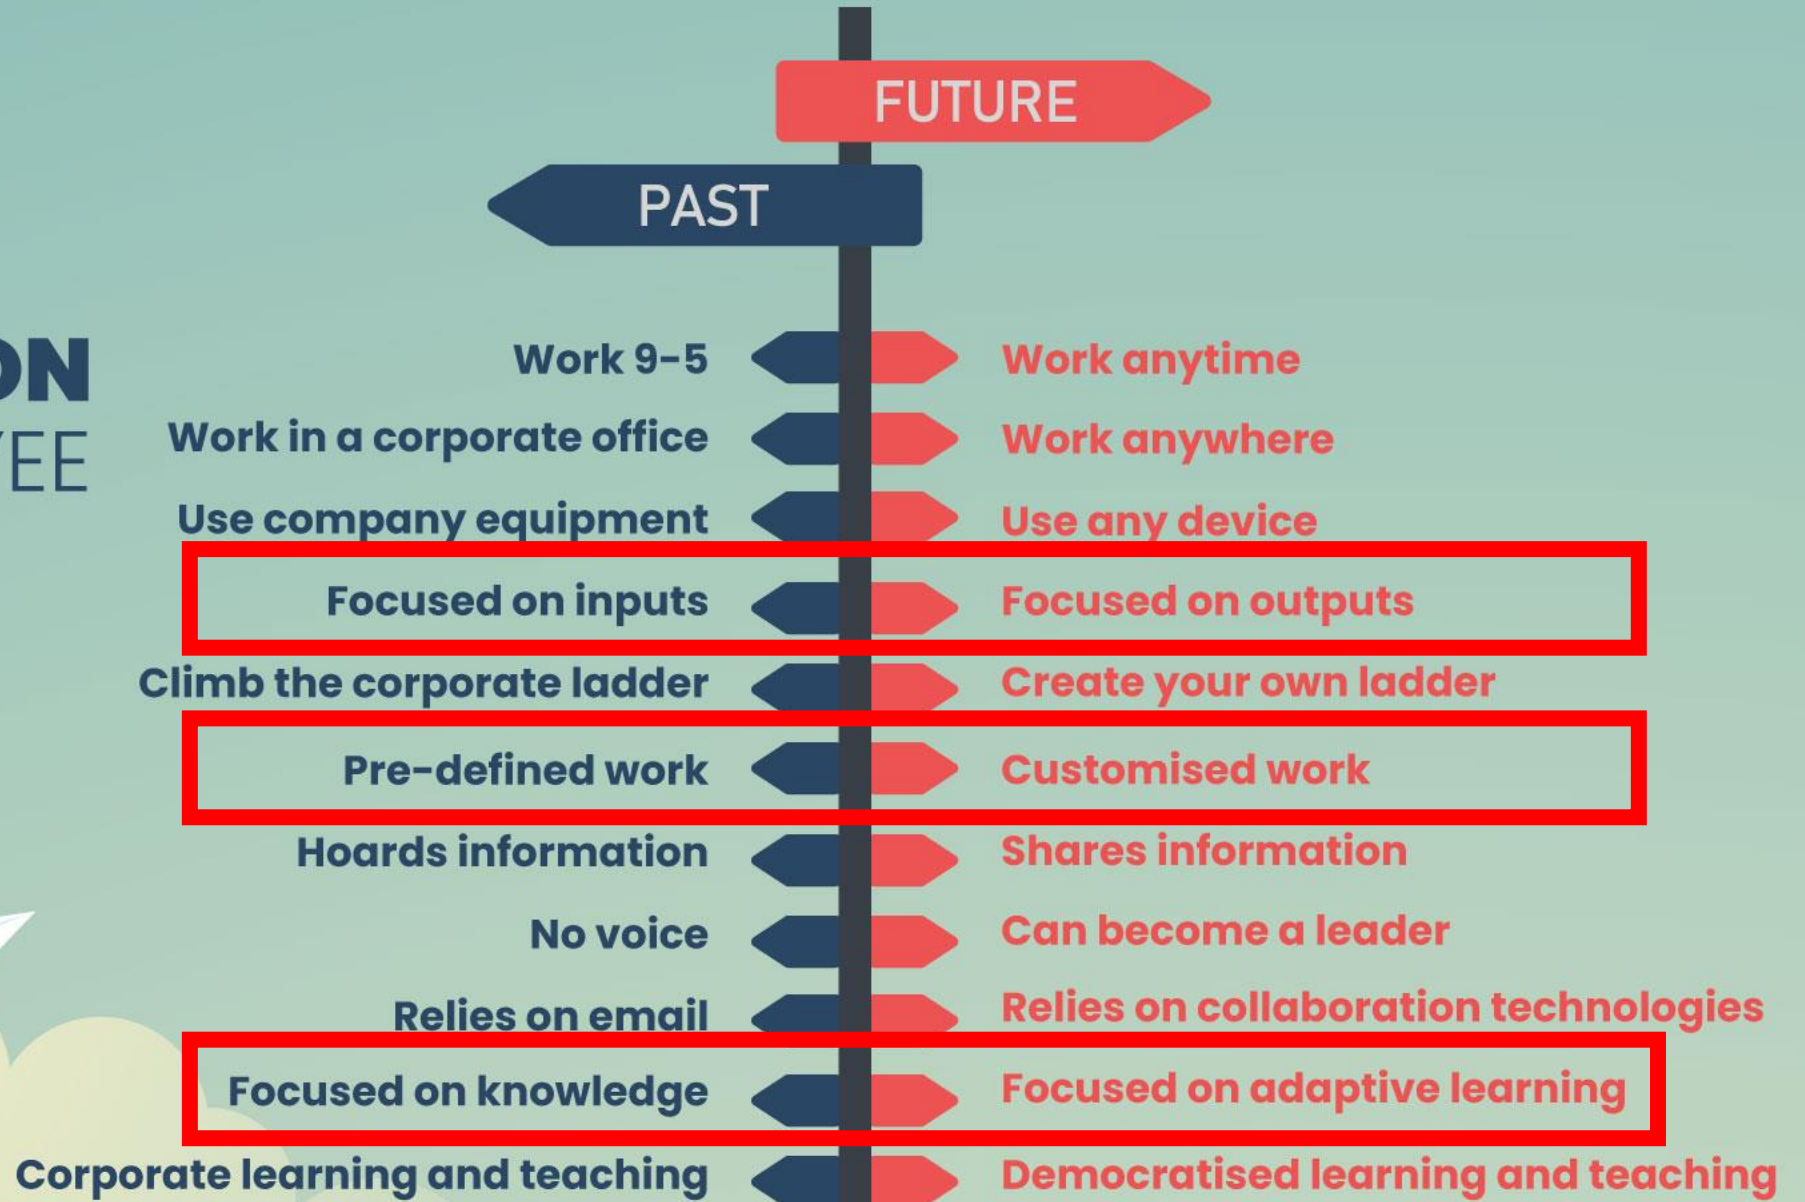 FUTURE
PAST
ON
YEE
Work 9-5 Work anytime
Work in a corporate office Work anywhere
Use company equipment Use any device
Focused on inputs Focused on outputs
Climb the corporate ladder Create your own ladder
Pre-defined work Customised work
Hoards information Shares information
No voice Can become a leader
Relies on email Relies on collaboration technologies
Focused on knowledge Focused on adaptive learning
Corporate learning and teaching Democratised learning and teaching